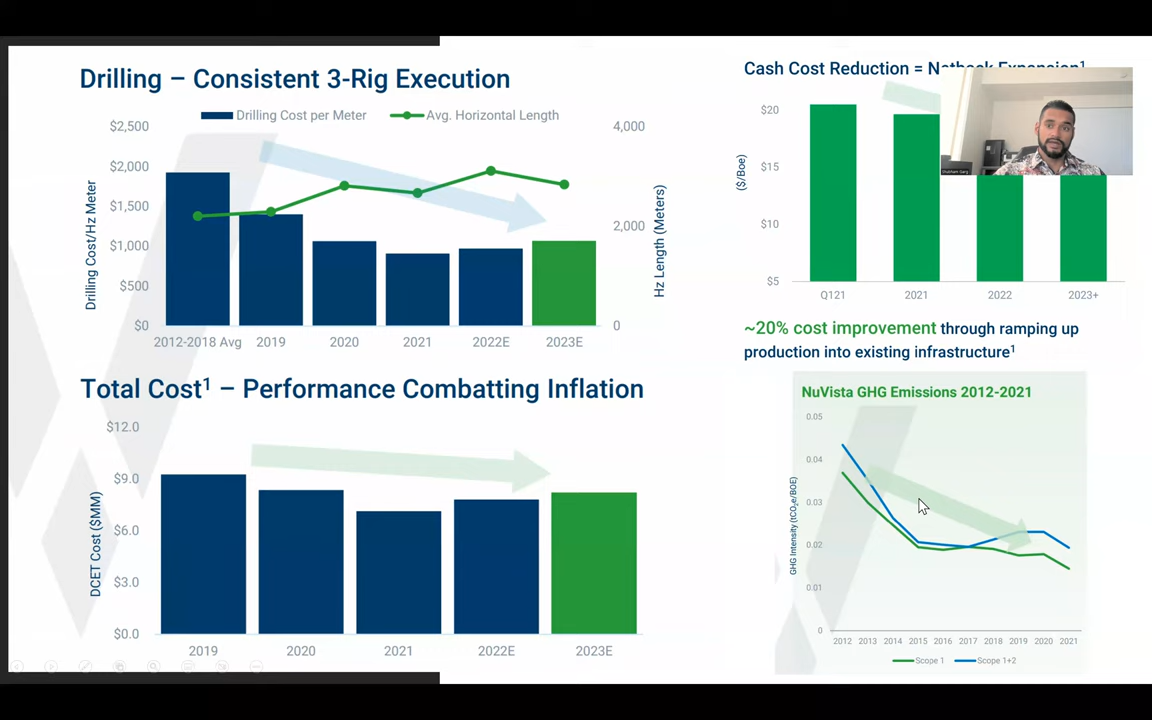 Drilling – Consistent 3-Rig Execution
Drilling Cost per Meter
Avg. Horizontal Length
$2,500
$2,000
$1,500
$1,000
$500
$0
Drilling Cost/Hz Meter
4,000
2,000
0
Hz Length (Meters)
2012-2018 Avg
2019
2020
2021
2022E
2023E
Total Cost¹ – Performance Combatting Inflation
$12.0
$9.0
$6.0
$3.0
$0.0
DCET Cost ($MM)
2019
2020
2021
2022E
2023E
Cash Cost Reduction = Netback Expansion¹
$20
$15
$10
$5
($/Boe)
Q121
2021
2022
2023+
~20% cost improvement through ramping up
production into existing infrastructure¹
NuVista GHG Emissions 2012-2021
0.05
0.04
0.03
0.02
0.01
0
GHG Intensity (tCO₂e/BOE)
2012 2013 2014 2015 2016 2017 2018 2019 2020 2021
Scope 1
Scope 1+2